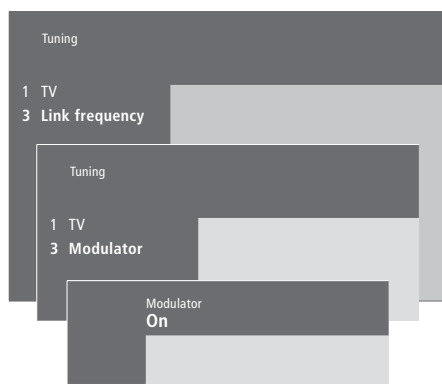 Tuning
1 TV
3 Link frequency
Tuning
1 TV
3 Modulator
Modulator
On